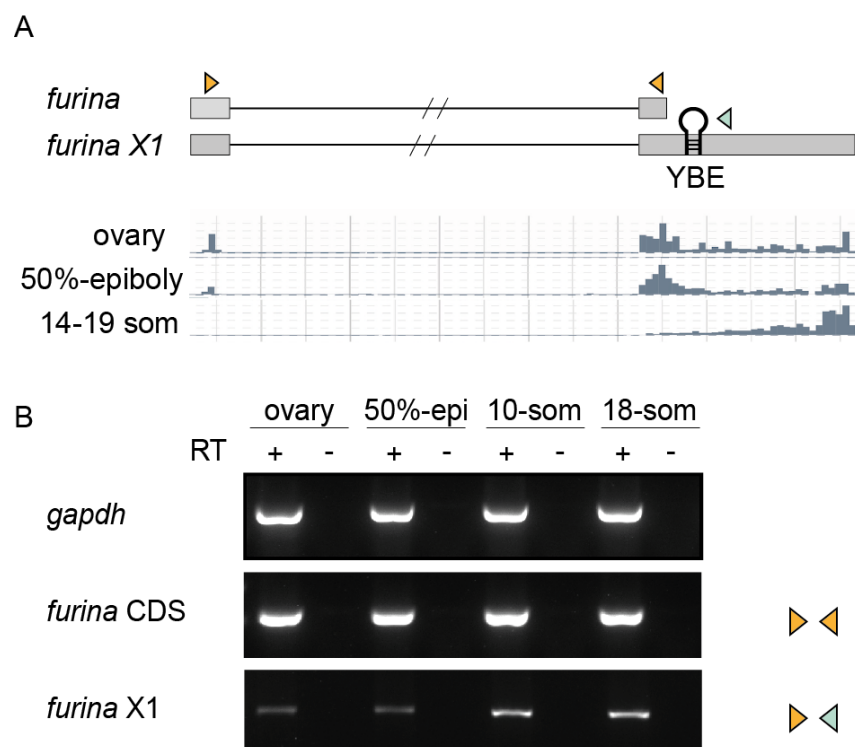 A
furina
furina X1
YBE
ovary
50%-epiboly
14-19 som
B
ovary 50%-epi 10-som 18-som
RT + - + - + - + -
gapdh
furina CDS
furina X1